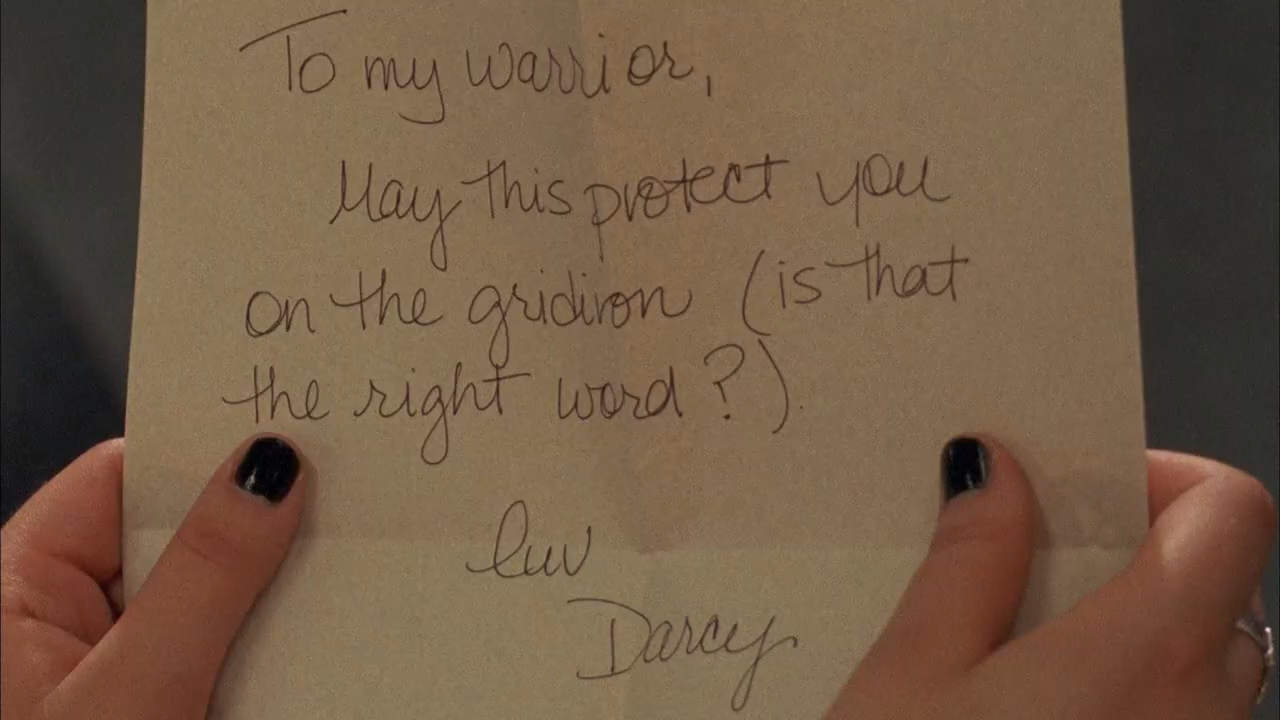 To my warrior,
May this protect you
on the gridiron (is that
the right word?).
luv
Darcy